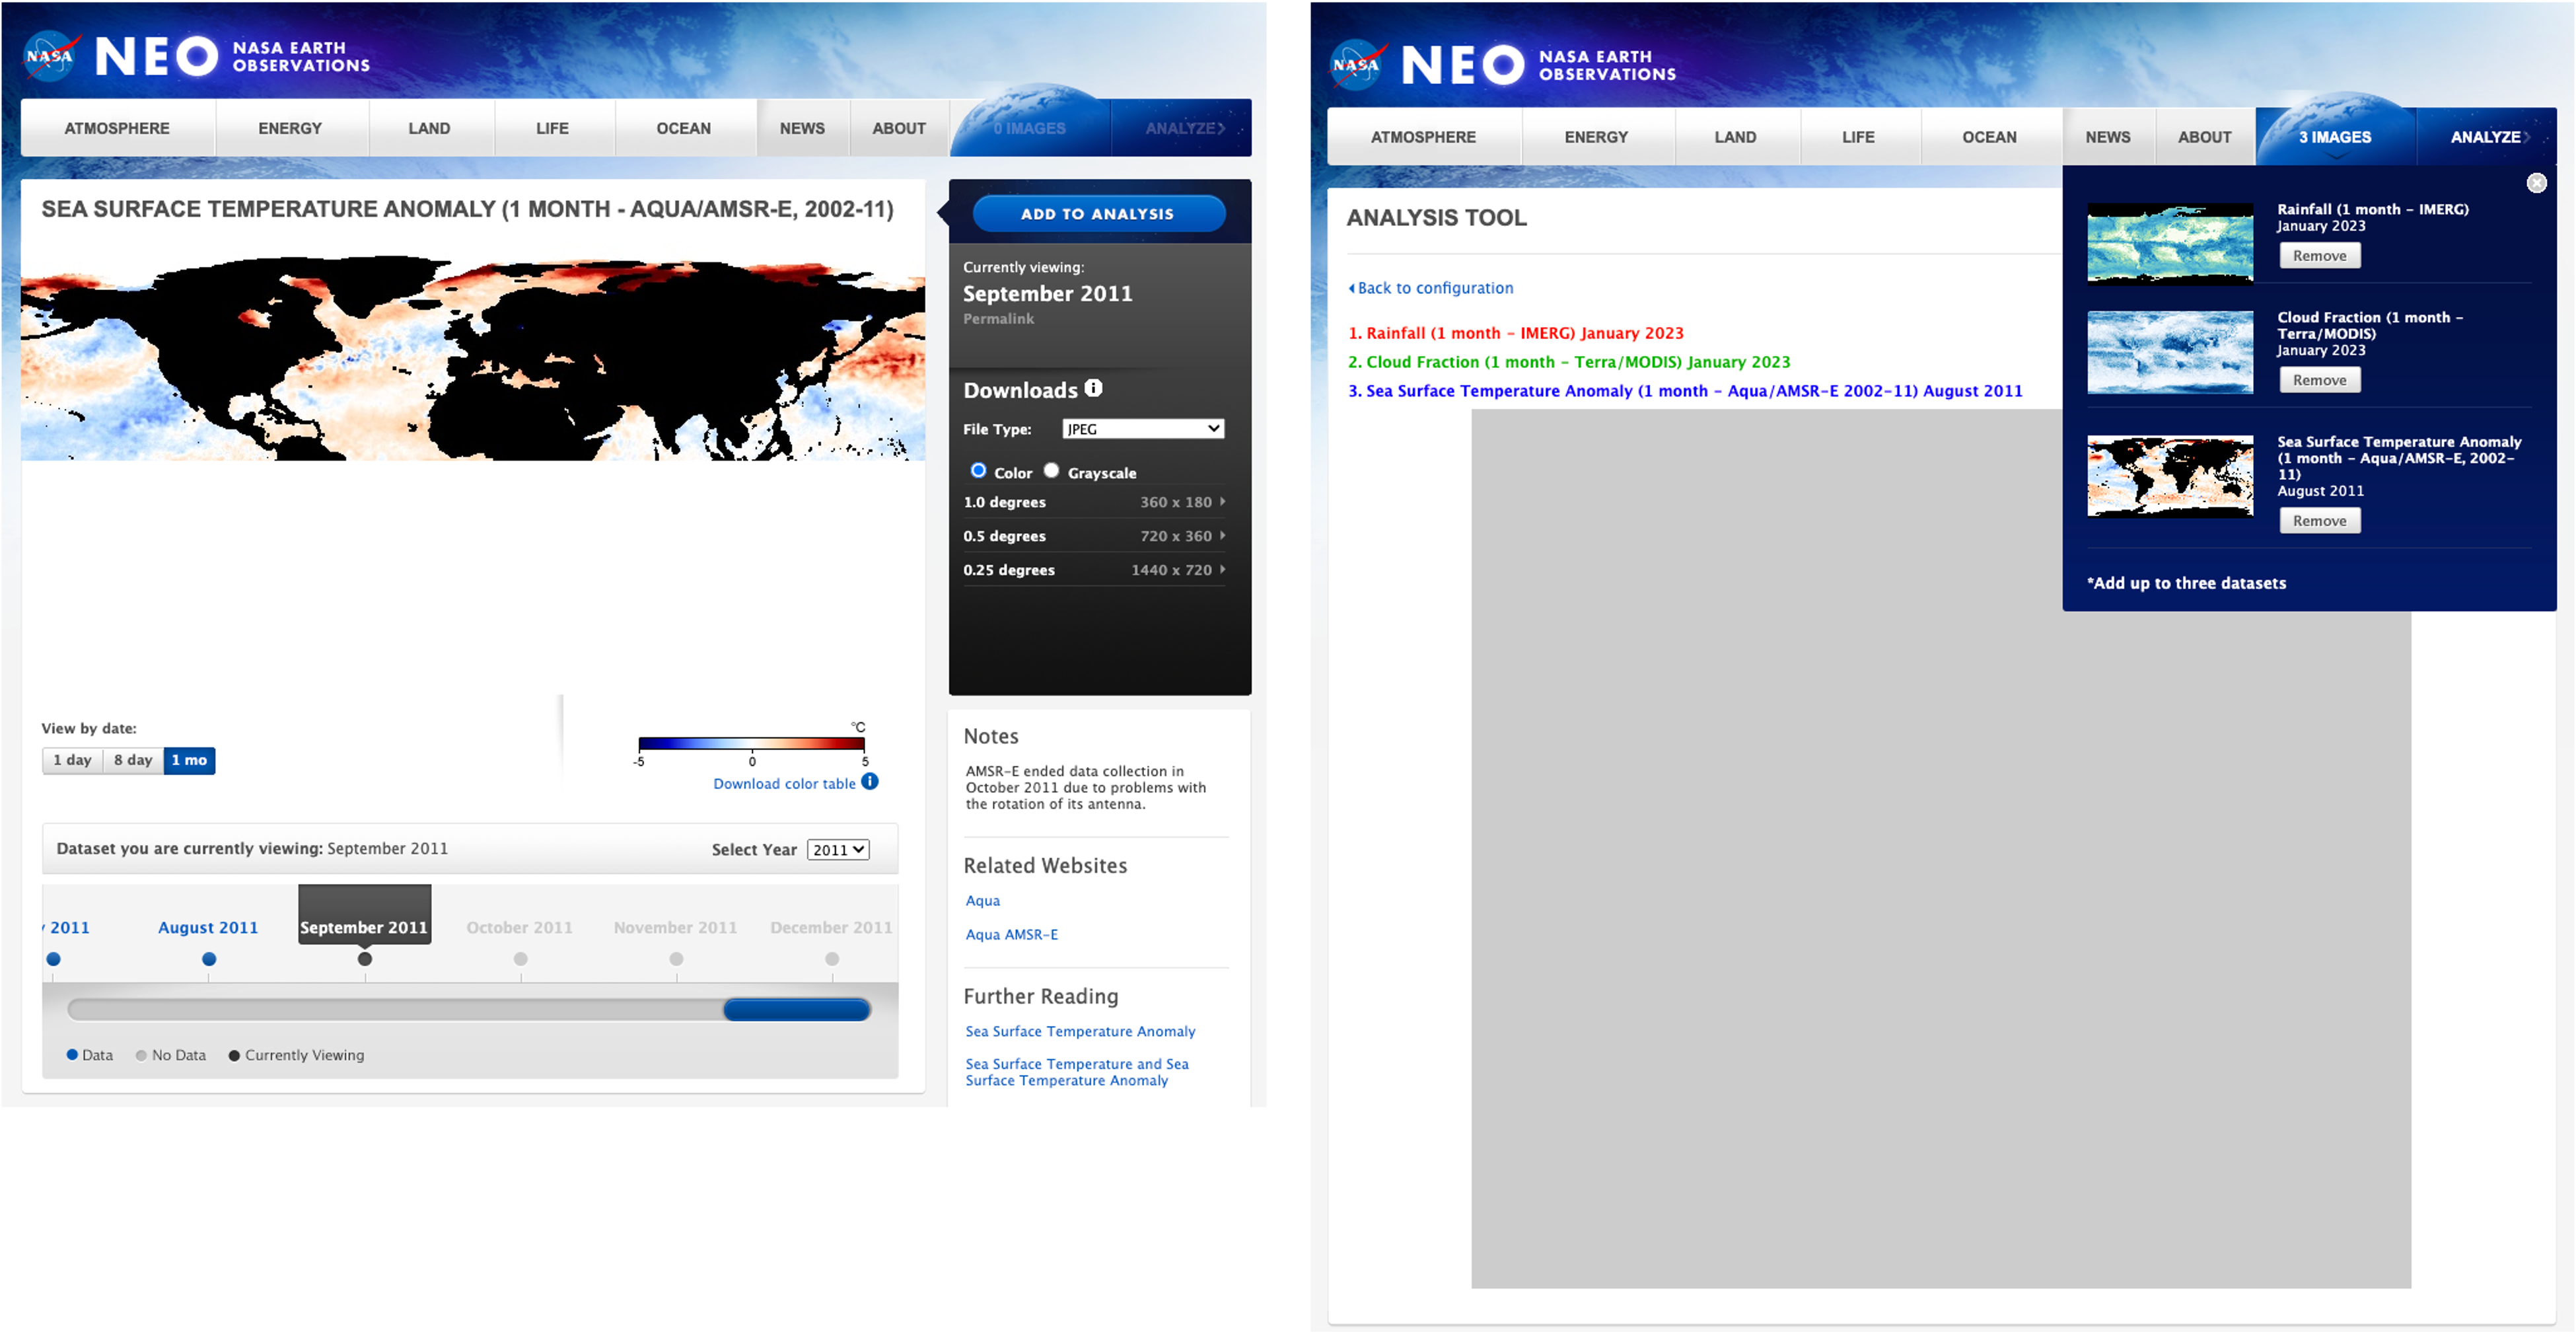 NASA
NEO
NASA EARTH
OBSERVATIONS
ATMOSPHERE
ENERGY
LAND
LIFE
OCEAN
NEWS
ABOUT
0 IMAGES
ANALYZE
SEA SURFACE TEMPERATURE ANOMALY (1 MONTH - AQUA/AMSR-E, 2002-11)
View by date:
1 day
8 day
1 mo
°C
-5
0
5
Download color table
Dataset you are currently viewing: September 2011
Select Year
2011
2011
August 2011
September 2011
October 2011
November 2011
December 2011
Data
No Data
Currently Viewing
ADD TO ANALYSIS
Currently viewing:
September 2011
Permalink
Downloads
File Type:
JPEG
Color
Grayscale
1.0 degrees
360 x 180
0.5 degrees
720 x 360
0.25 degrees
1440 x 720
Notes
AMSR-E ended data collection in
October 2011 due to problems with
the rotation of its antenna.
Related Websites
Aqua
Aqua AMSR-E
Further Reading
Sea Surface Temperature Anomaly
Sea Surface Temperature and Sea
Surface Temperature Anomaly
NASA
NEO
NASA EARTH
OBSERVATIONS
ATMOSPHERE
ENERGY
LAND
LIFE
OCEAN
NEWS
ABOUT
3 IMAGES
ANALYZE
ANALYSIS TOOL
Back to configuration
1. Rainfall (1 month - IMERG) January 2023
2. Cloud Fraction (1 month - Terra/MODIS) January 2023
3. Sea Surface Temperature Anomaly (1 month - Aqua/AMSR-E 2002-11) August 2011
Rainfall (1 month - IMERG)
January 2023
Remove
Cloud Fraction (1 month -
Terra/MODIS)
January 2023
Remove
Sea Surface Temperature Anomaly
(1 month - Aqua/AMSR-E, 2002-
11)
August 2011
Remove
*Add up to three datasets